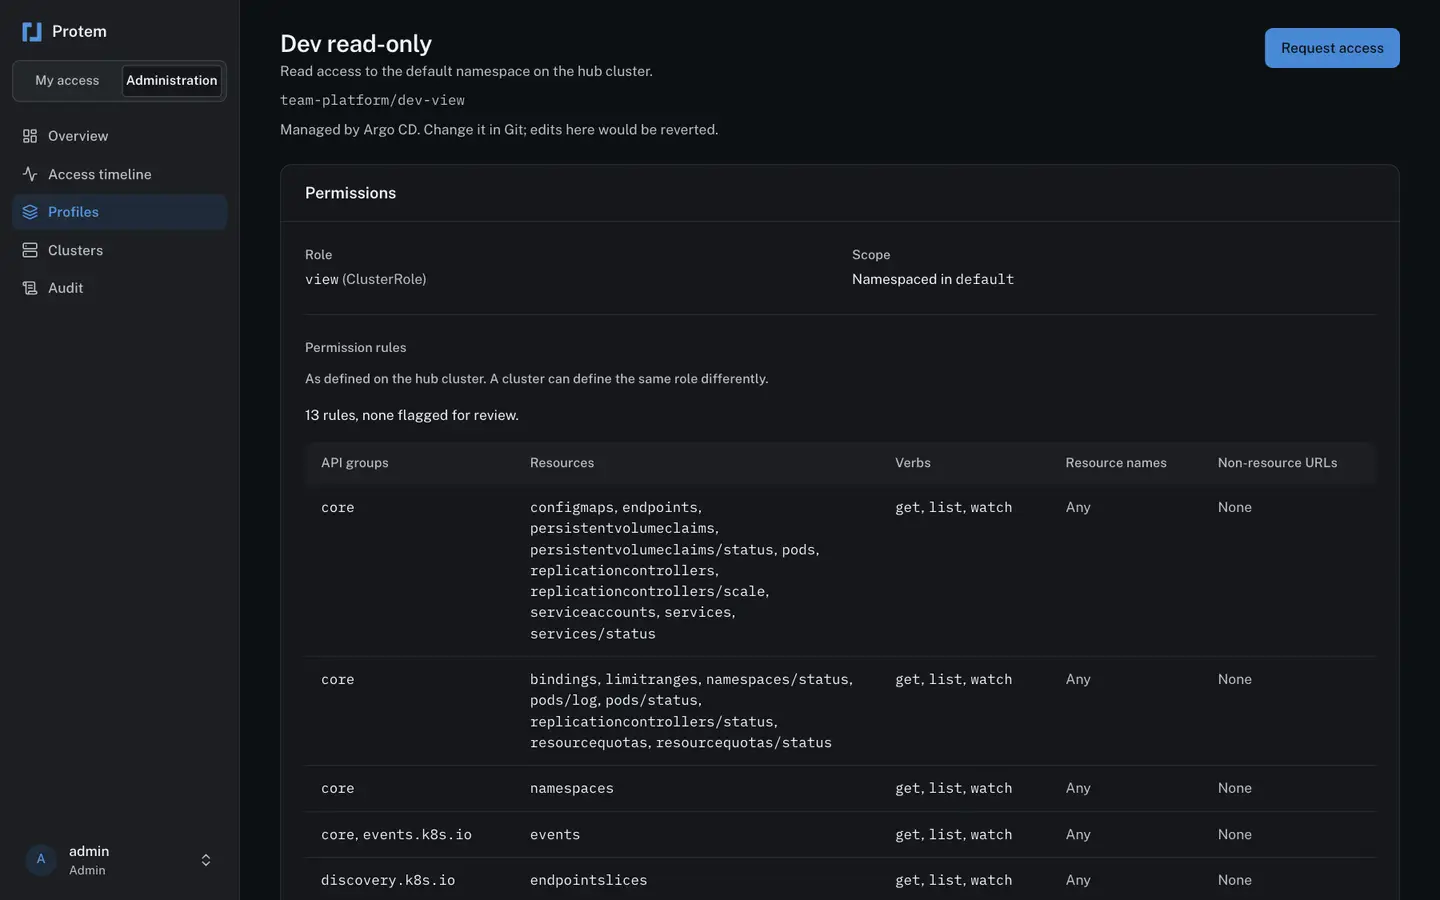 Protem
My access
Administration
Overview
Access timeline
Profiles
Clusters
Audit
A
admin
Admin
Dev read-only
Request access
Read access to the default namespace on the hub cluster.
team-platform/dev-view
Managed by Argo CD. Change it in Git; edits here would be reverted.
Permissions
Role
view (ClusterRole)
Scope
Namespaced in default
Permission rules
As defined on the hub cluster. A cluster can define the same role differently.
13 rules, none flagged for review.
API groups Resources Verbs Resource names Non-resource URLs
core configmaps, endpoints, get, list, watch Any None
persistentvolumeclaims,
persistentvolumeclaims/status, pods,
replicationcontrollers,
replicationcontrollers/scale,
serviceaccounts, services,
services/status
core bindings, limitranges, namespaces/status, get, list, watch Any None
pods/log, pods/status,
replicationcontrollers/status,
resourcequotas, resourcequotas/status
core namespaces get, list, watch Any None
core, events.k8s.io events get, list, watch Any None
discovery.k8s.io endpointslices get, list, watch Any None